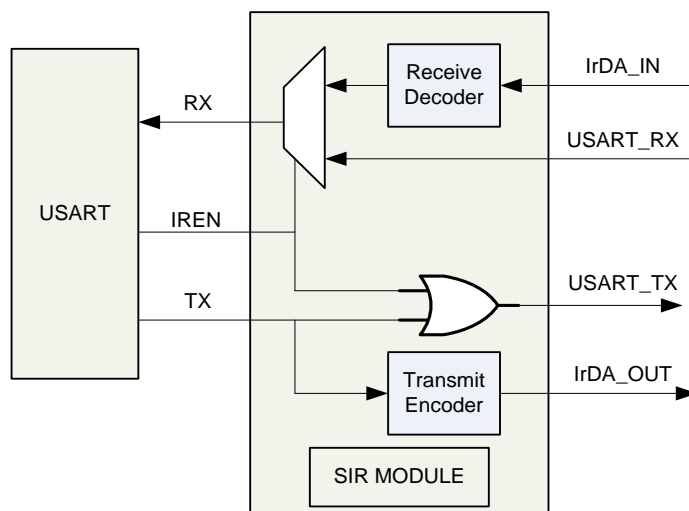 IrDA_IN
Receive
Decoder
RX
USART_RX
USART
IREN
USART_TX
TX
IrDA_OUT
Transmit
Encoder
SIR MODULE